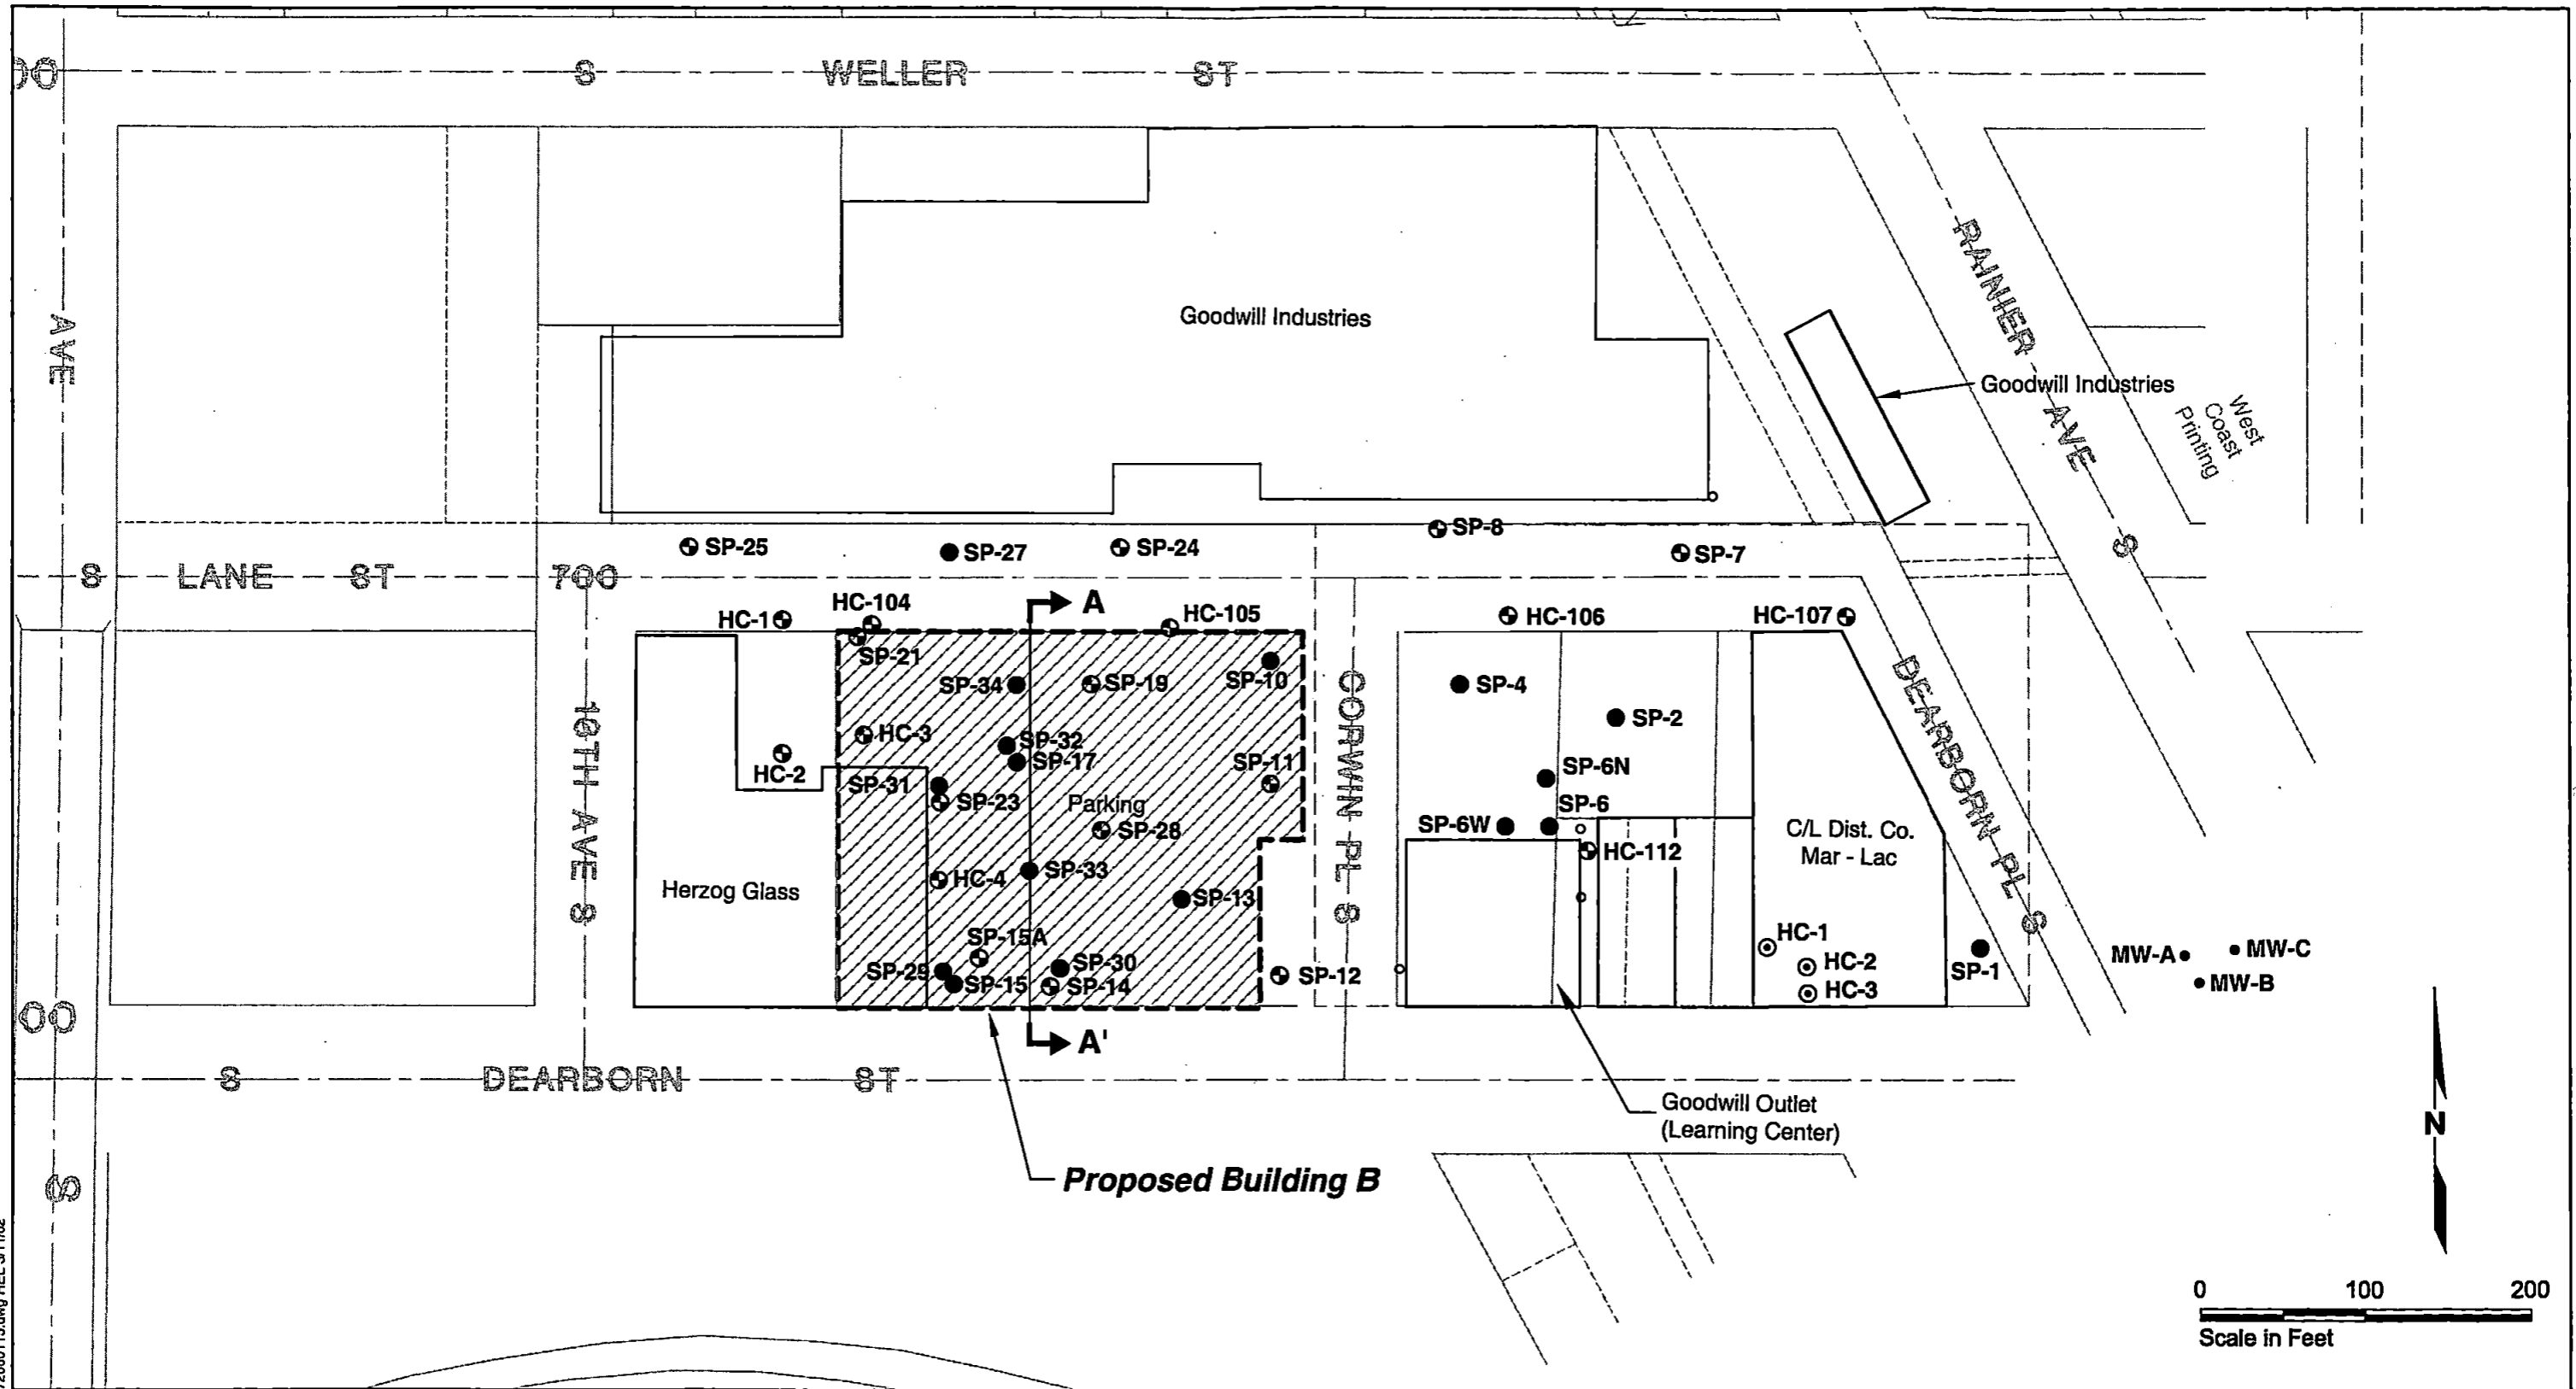 00
S WELLER ST
AVE
Goodwill Industries
RAINIER AVE S
Goodwill Industries
West
Coast
Printing
SP-25
SP-27
SP-24
SP-8
SP-7
S LANE ST
700
HC-1
HC-104
A
HC-105
HC-106
HC-107
SP-21
SP-34
SP-19
SP-10
SP-4
SP-2
16TH AVE S
CORWIN PL S
DEARBORN PL S
HC-3
HC-2
SP-32
SP-17
SP-11
SP-31
SP-23
Parking
SP-28
SP-6N
SP-6
SP-6W
HC-112
C/L Dist. Co.
Mar - Lac
Herzog Glass
HC-4
SP-33
SP-13
SP-15A
SP-29
SP-15
SP-30
SP-14
SP-12
HC-1
HC-2
HC-3
SP-1
MW-A
MW-C
MW-B
00
A'
S DEARBORN ST
Goodwill Outlet
(Learning Center)
N
Proposed Building B
S
0 100 200
Scale in Feet